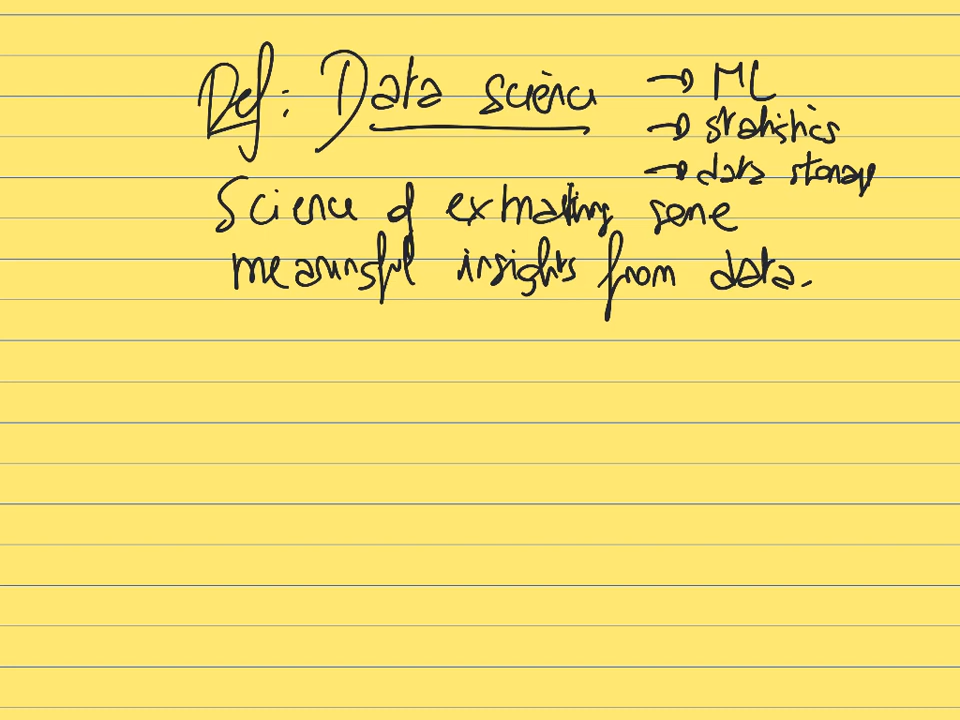 Def: Data science → ML
→ statistics
→ data storage
Science of extracting some
meaningful insights from data.